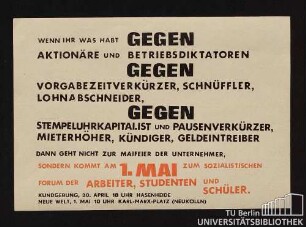 WENN IHR WAS HABT GEGEN
AKTIONÄRE UND BETRIEBSDIKTATOREN
GEGEN
VORGABEZEITVERKÜRZER, SCHNÜFFLER,
LOHNABSCHNEIDER,
GEGEN
STEMPELUHRKAPITALIST UND PAUSENVERKÜRZER,
MIETERHÖHER, KÜNDIGER, GELDEINTREIBER
DANN GEHT NICHT ZUR MAIFEIER DER UNTERNEHMER,
SONDERN KOMMT AM 1. MAI ZUM SOZIALISTISCHEN
FORUM DER ARBEITER, STUDENTEN UND SCHÜLER.
KUNDGEBUNG, 30. APRIL 18 UHR HASENHEIDE
NEUE WELT, 1. MAI 10 UHR KARL-MARX-PLATZ (NEUKÖLLN)
TU Berlin
UNIVERSITÄTSBIBLIOTHEK